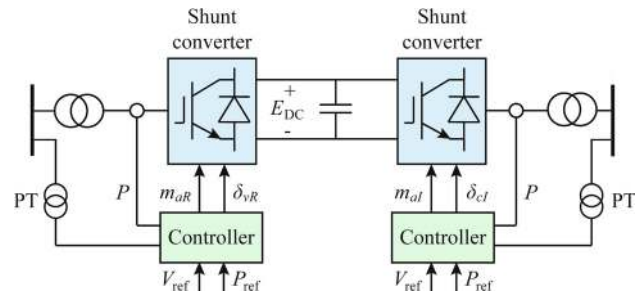 Shunt
converter
Shunt
converter
+
E_DC
-
PT
P
m_aR
δ_vR
m_aI
δ_cI
P
PT
Controller
Controller
V_ref
P_ref
V_ref
P_ref